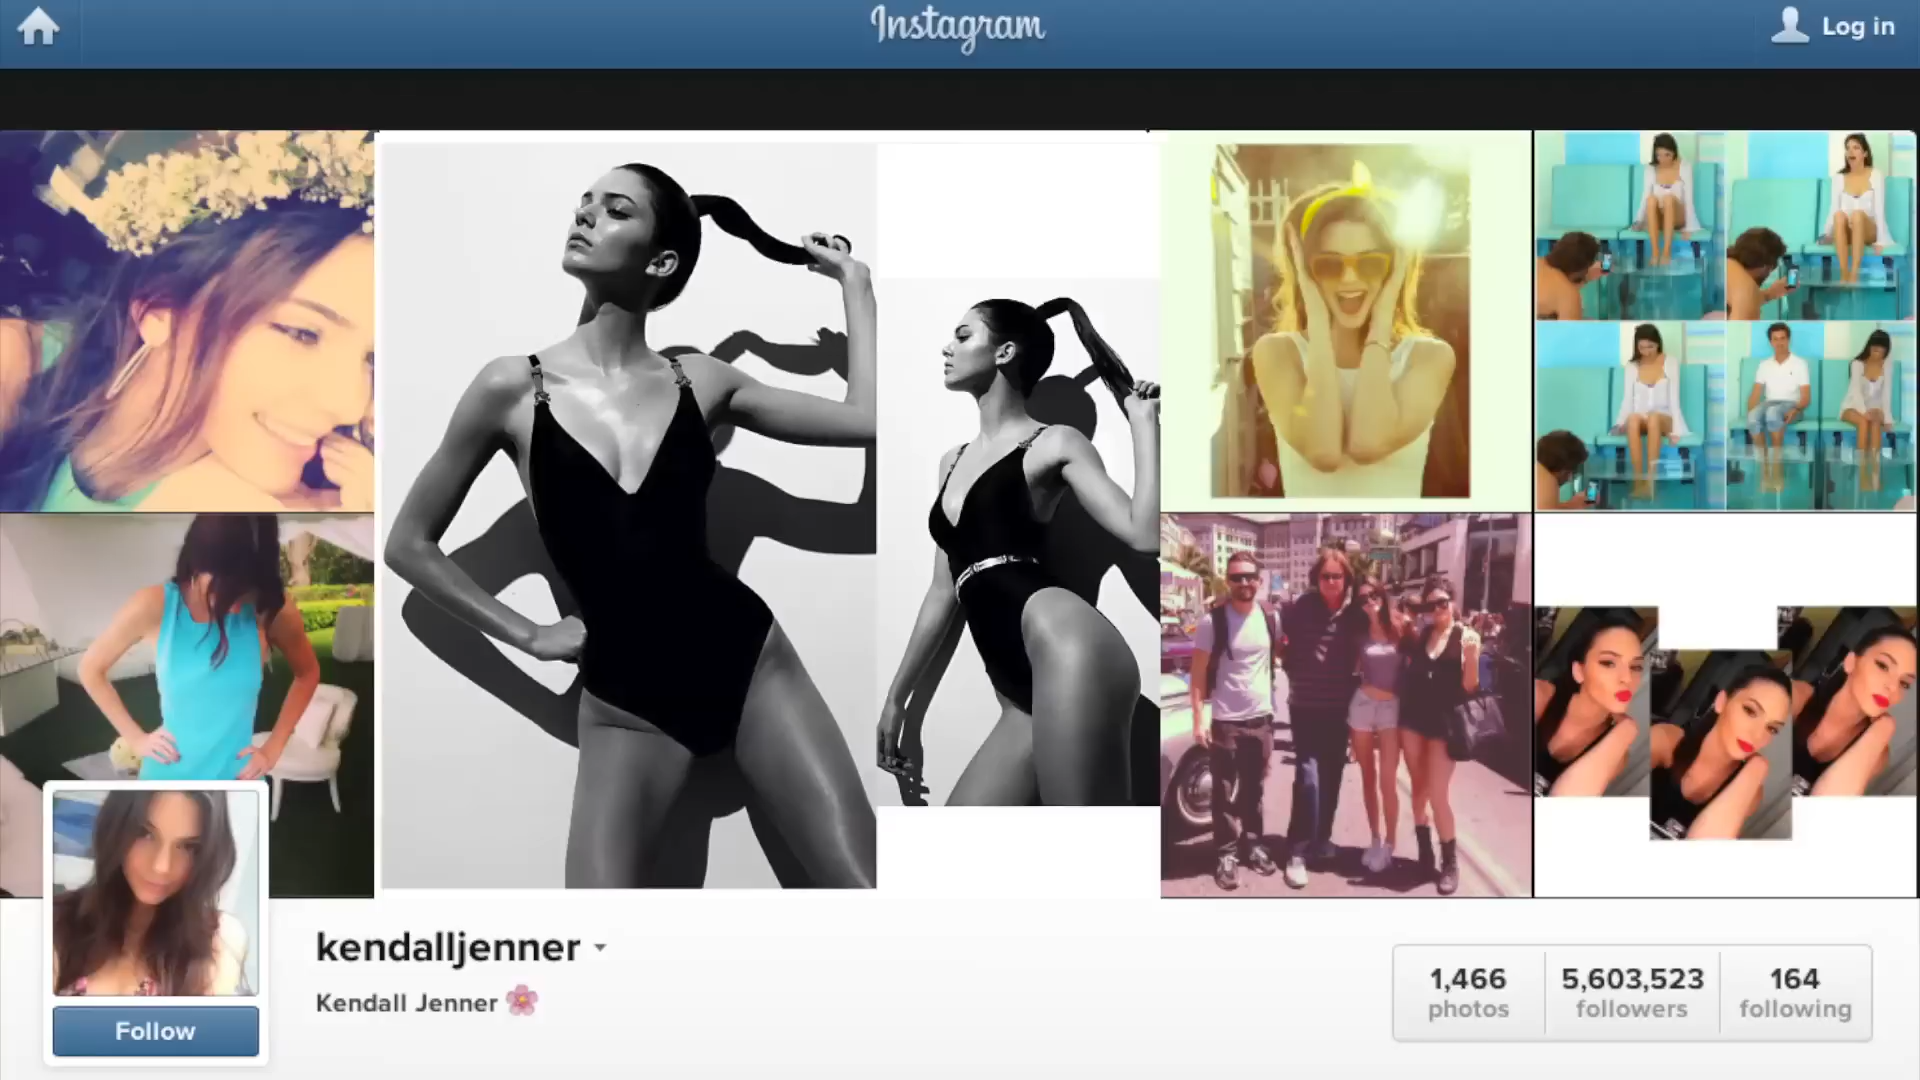 Instagram
Log in
kendalljenner
Kendall Jenner 🌸
Follow
1,466
photos
5,603,523
followers
164
following